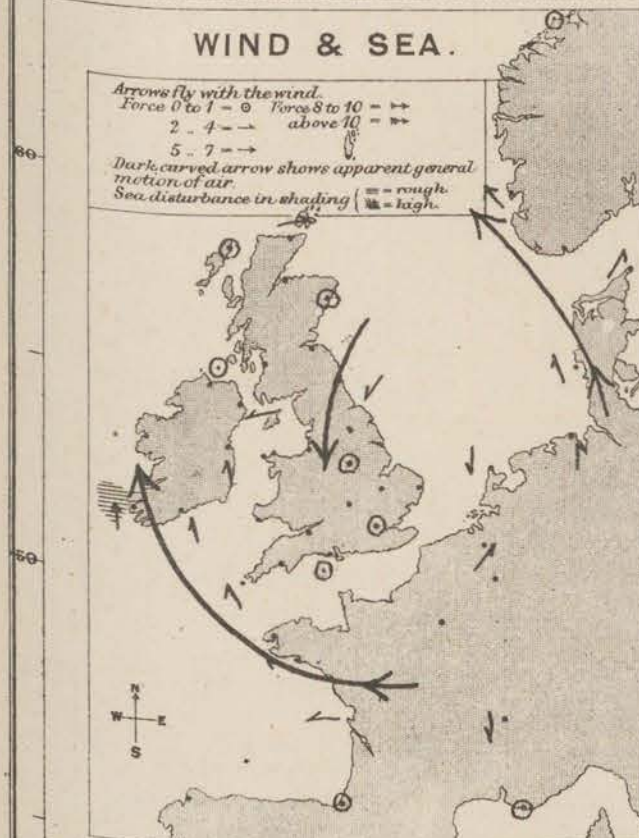 WIND & SEA.
Arrows fly with the wind.
Force 0 to 1 = ⊙ Force 8 to 10 = ↣
2 .. 4 = → above 10 = ↣
5 .. 7 = →
Dark curved arrow shows apparent general
motion of air.
Sea disturbance in shading { = rough.
= high.
60
50
N
W E
S